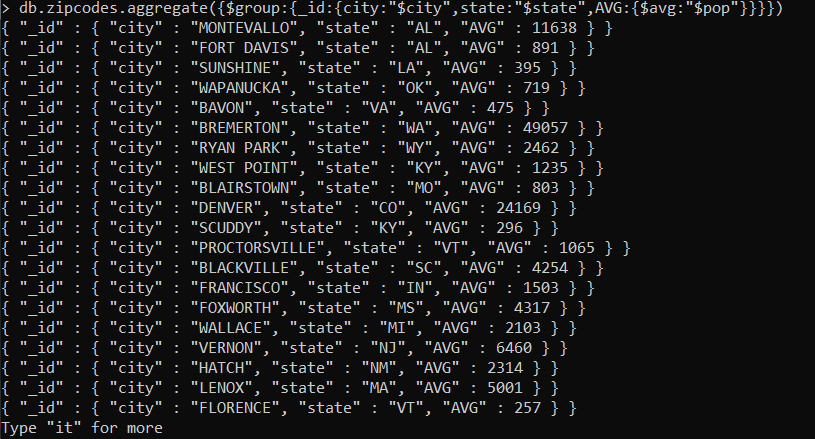 > db.zipcodes.aggregate({$group:{_id:{city:"$city",state:"$state",AVG:{$avg:"$pop"}}}})
{ "_id" : { "city" : "MONTEVALLO", "state" : "AL", "AVG" : 11638 } }
{ "_id" : { "city" : "FORT DAVIS", "state" : "AL", "AVG" : 891 } }
{ "_id" : { "city" : "SUNSHINE", "state" : "LA", "AVG" : 395 } }
{ "_id" : { "city" : "WAPANUCKA", "state" : "OK", "AVG" : 719 } }
{ "_id" : { "city" : "BAVON", "state" : "VA", "AVG" : 475 } }
{ "_id" : { "city" : "BREMERTON", "state" : "WA", "AVG" : 49057 } }
{ "_id" : { "city" : "RYAN PARK", "state" : "WY", "AVG" : 2462 } }
{ "_id" : { "city" : "WEST POINT", "state" : "KY", "AVG" : 1235 } }
{ "_id" : { "city" : "BLAIRSTOWN", "state" : "MO", "AVG" : 803 } }
{ "_id" : { "city" : "DENVER", "state" : "CO", "AVG" : 24169 } }
{ "_id" : { "city" : "SCUDDY", "state" : "KY", "AVG" : 296 } }
{ "_id" : { "city" : "PROCTORSVILLE", "state" : "VT", "AVG" : 1065 } }
{ "_id" : { "city" : "BLACKVILLE", "state" : "SC", "AVG" : 4254 } }
{ "_id" : { "city" : "FRANCISCO", "state" : "IN", "AVG" : 1503 } }
{ "_id" : { "city" : "FOXWORTH", "state" : "MS", "AVG" : 4317 } }
{ "_id" : { "city" : "WALLACE", "state" : "MI", "AVG" : 2103 } }
{ "_id" : { "city" : "VERNON", "state" : "NJ", "AVG" : 6460 } }
{ "_id" : { "city" : "HATCH", "state" : "NM", "AVG" : 2314 } }
{ "_id" : { "city" : "LENOX", "state" : "MA", "AVG" : 5001 } }
{ "_id" : { "city" : "FLORENCE", "state" : "VT", "AVG" : 257 } }
Type "it" for more